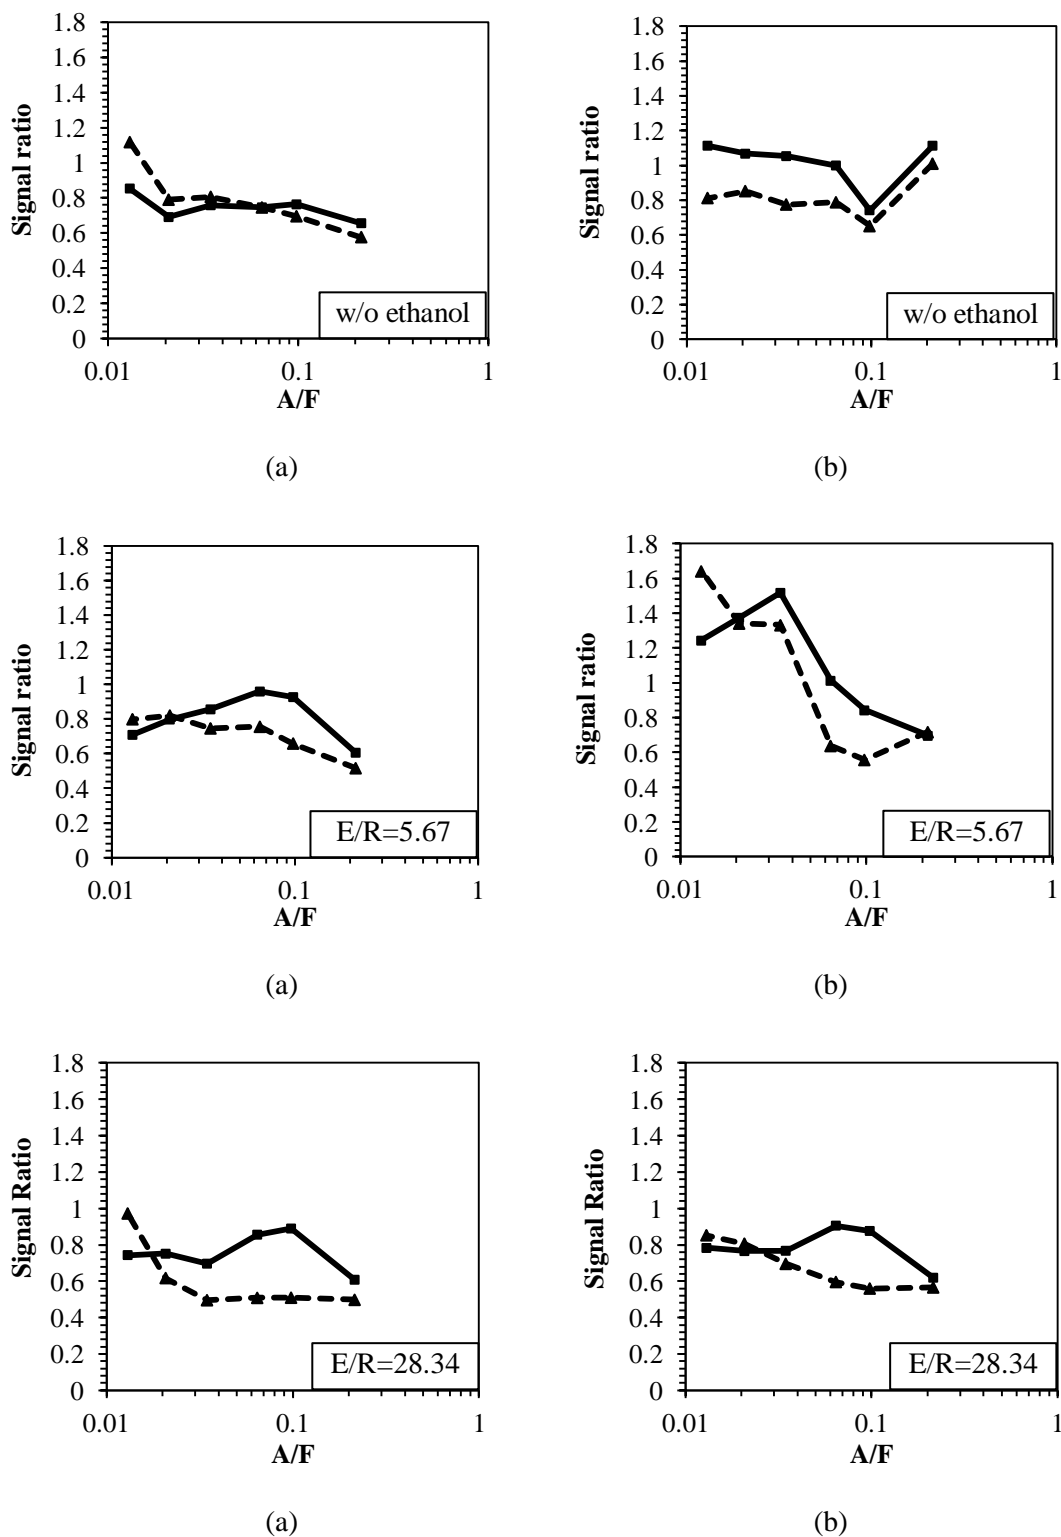 1.8
1.6
1.4
1.2
1
0.8
0.6
0.4
0.2
0
Signal ratio
w/o ethanol
0.01 0.1 1
A/F
(a)
1.8
1.6
1.4
1.2
1
0.8
0.6
0.4
0.2
0
Signal ratio
w/o ethanol
0.01 0.1 1
A/F
(b)
1.8
1.6
1.4
1.2
1
0.8
0.6
0.4
0.2
0
Signal ratio
E/R=5.67
0.01 0.1 1
A/F
(a)
1.8
1.6
1.4
1.2
1
0.8
0.6
0.4
0.2
0
Signal ratio
E/R=5.67
0.01 0.1 1
A/F
(b)
1.8
1.6
1.4
1.2
1
0.8
0.6
0.4
0.2
0
Signal Ratio
E/R=28.34
0.01 0.1 1
A/F
(a)
1.8
1.6
1.4
1.2
1
0.8
0.6
0.4
0.2
0
Signal Ratio
E/R=28.34
0.01 0.1 1
A/F
(b)